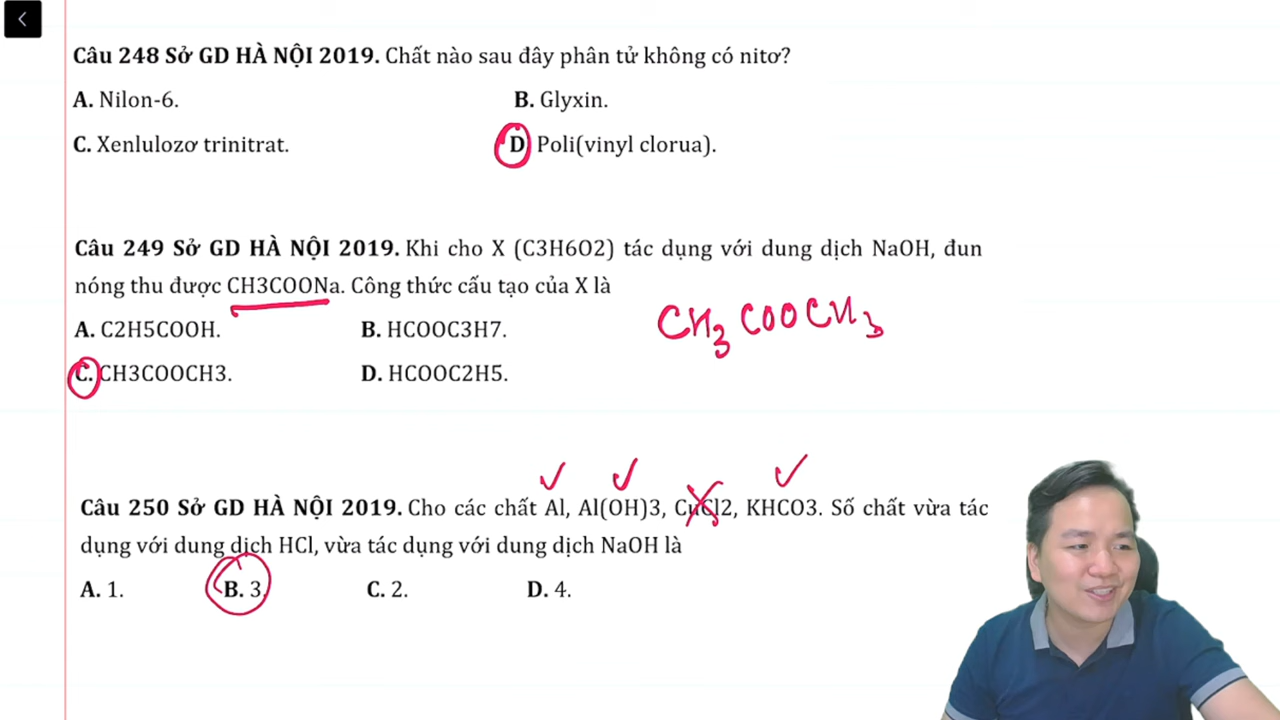 Câu 248 Sở GD HÀ NỘI 2019. Chất nào sau đây phân tử không có nitơ?
A. Nilon-6. B. Glyxin.
C. Xenlulozơ trinitrat. D Poli(vinyl clorua).
Câu 249 Sở GD HÀ NỘI 2019. Khi cho X (C3H6O2) tác dụng với dung dịch NaOH, đun
nóng thu được CH3COONa. Công thức cấu tạo của X là
CH3COOCH3
A. C2H5COOH. B. HCOOC3H7.
C. CH3COOCH3. D. HCOOC2H5.
Câu 250 Sở GD HÀ NỘI 2019. Cho các chất Al, Al(OH)3, CuCl2, KHCO3. Số chất vừa tác
dụng với dung dịch HCl, vừa tác dụng với dung dịch NaOH là
A. 1. B. 3. C. 2. D. 4.